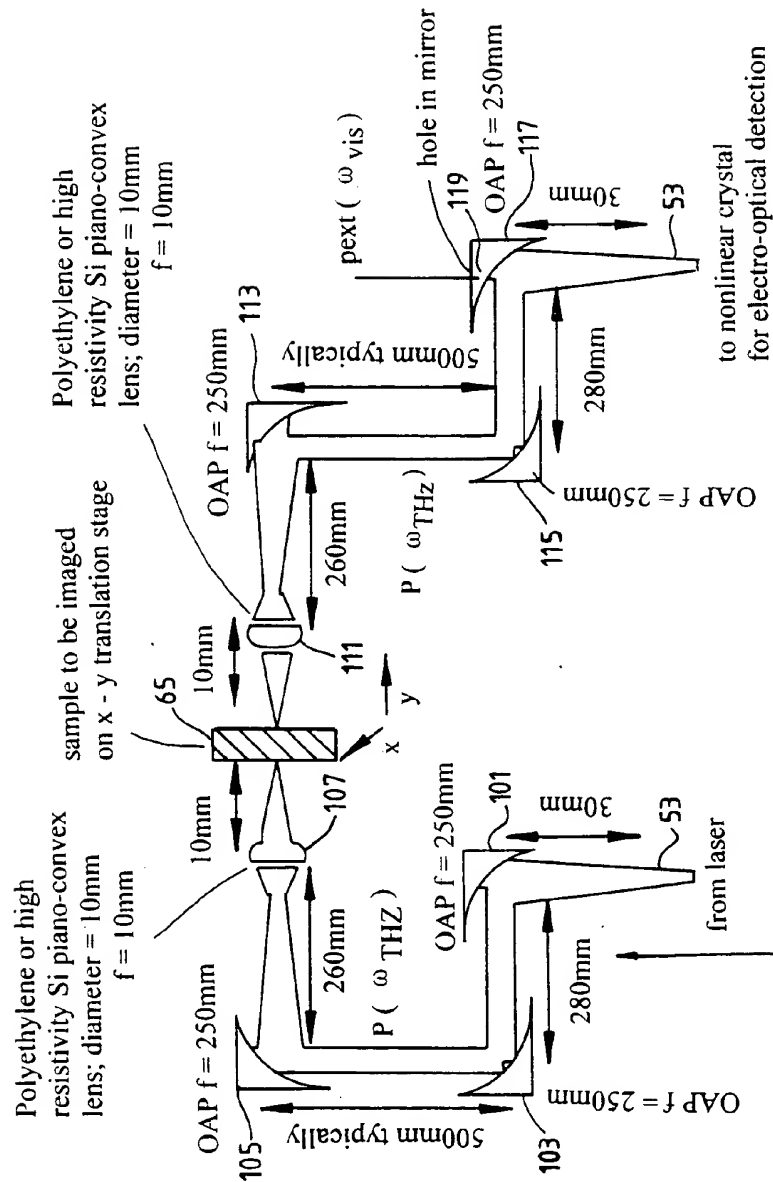 Polyethylene or high
resistivity Si piano-convex
lens; diameter = 10mm
f = 10mm
sample to be imaged
on x - y translation stage
Polyethylene or high
resistivity Si piano-convex
lens; diameter = 10mm
f = 10mm
65
10mm
10mm
107
111
x
y
OAP f = 250mm
105
260mm
P ( ω THZ )
500mm typically
OAP f = 250mm
101
103
OAP f = 250mm
280mm
30mm
53
from laser
OAP f = 250mm
113
260mm
P ( ω THz )
500mm typically
pext ( ω vis )
hole in mirror
119
OAP f = 250mm
117
115
OAP f = 250mm
280mm
30mm
53
to nonlinear crystal
for electro-optical detection